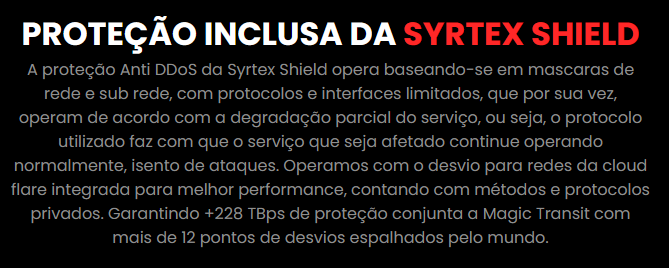 PROTEÇÃO INCLUSA DA SYRTEX SHIELD
A proteção Anti DDoS da Syrtex Shield opera baseando-se em mascaras de
rede e sub rede, com protocolos e interfaces limitados, que por sua vez,
operam de acordo com a degradação parcial do serviço, ou seja, o protocolo
utilizado faz com que o serviço que seja afetado continue operando
normalmente, isento de ataques. Operamos com o desvio para redes da cloud
flare integrada para melhor performance, contando com métodos e protocolos
privados. Garantindo +228 TBps de proteção conjunta a Magic Transit com
mais de 12 pontos de desvios espalhados pelo mundo.